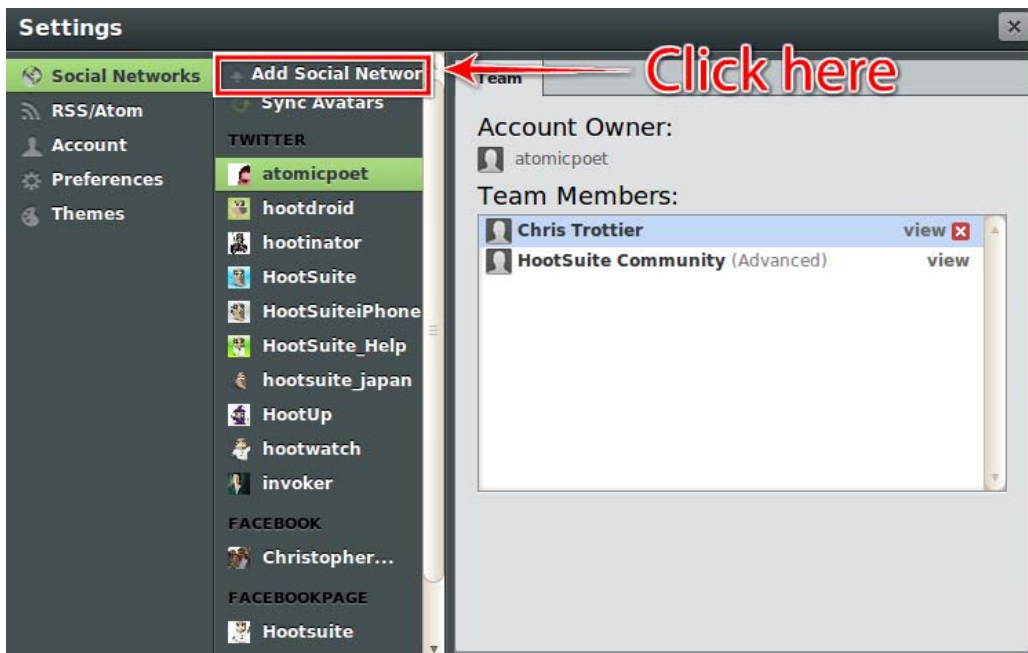 Settings
Social Networks
RSS/Atom
Account
Preferences
Themes
Add Social Networ
Sync Avatars
TWITTER
atomicpoet
hootdroid
hootinator
HootSuite
HootSuiteiPhone
HootSuite_Help
hootsuite_japan
HootUp
hootwatch
invoker
FACEBOOK
Christopher...
FACEBOOKPAGE
Hootsuite
Click here
Team
Account Owner:
atomicpoet
Team Members:
Chris Trottier view
HootSuite Community (Advanced) view